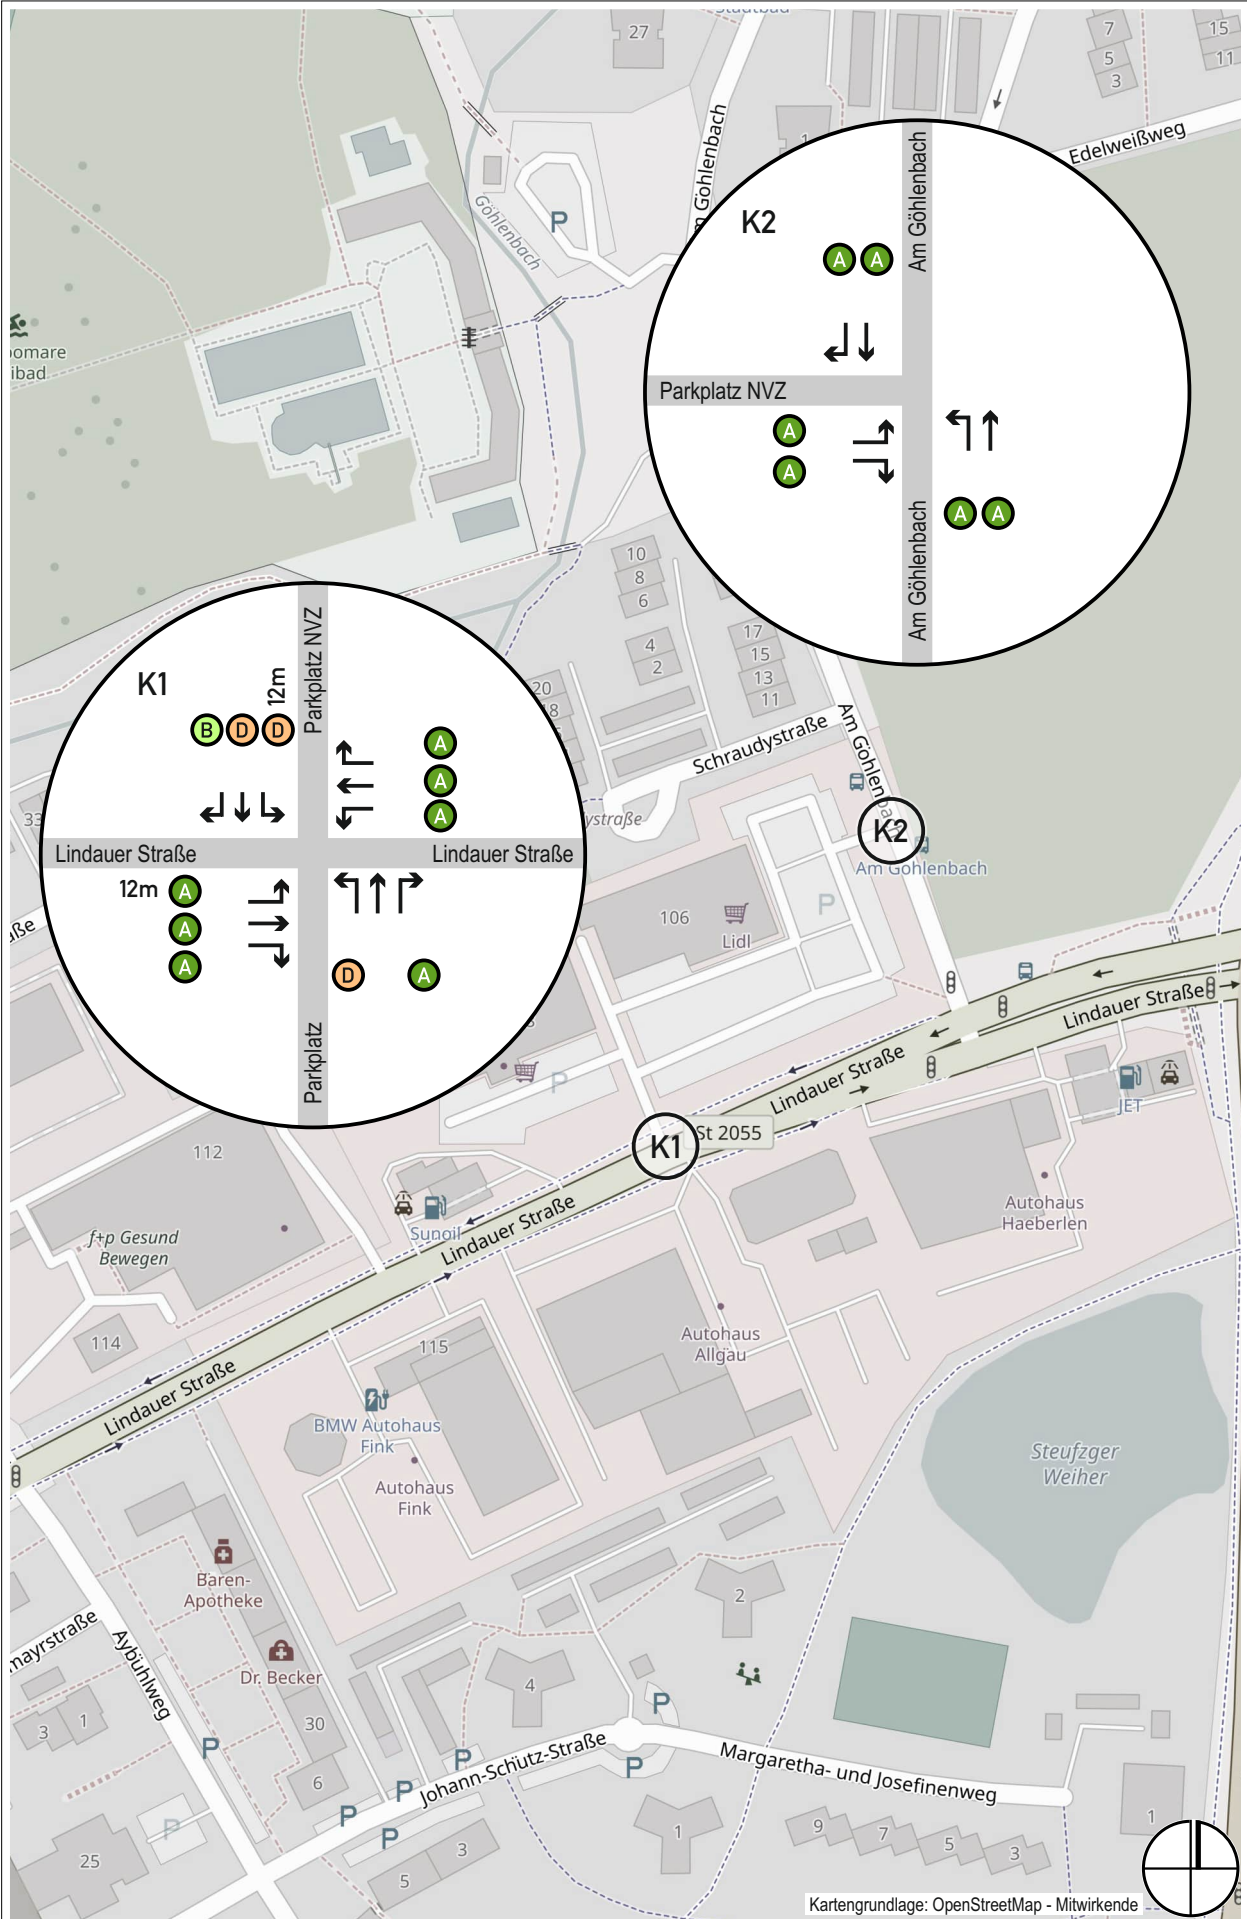 27
7
5
3
15
11
Am Göhlenbach
Edelweißweg
Göhlenbach
P
K2
A A
Am Göhlenbach
Parkplatz NVZ
A
A
A A
Am Göhlenbach
ibad
10
8
6
4
2
17
15
13
11
20
18
K1
12m
Parkplatz NVZ
B D D
A
A
A
Lindauer Straße
Lindauer Straße
12m
A
A
A
D
A
Parkplatz
33
Schraudystraße
Am Göhlenbach
K2
Am Göhlenbach
106
Lidl
P
P
Lindauer Straße
Lindauer Straße
JET
K1
St 2055
112
f+p Gesund
Bewegen
Sunoil
Lindauer Straße
Autohaus
Haeberlen
114
115
Autohaus
Allgäu
Lindauer Straße
BMW Autohaus
Fink
Autohaus
Fink
Steufzger
Weiher
Bären-
Apotheke
Dr. Becker
mayrstraße
Aybühlweg
2
4
3
1
30
6
P
P
P
P
P
P
P
P
Johann-Schütz-Straße
Margaretha- und Josefinenweg
25
5
3
1
9
7
5
3
1
Kartengrundlage: OpenStreetMap - Mitwirkende